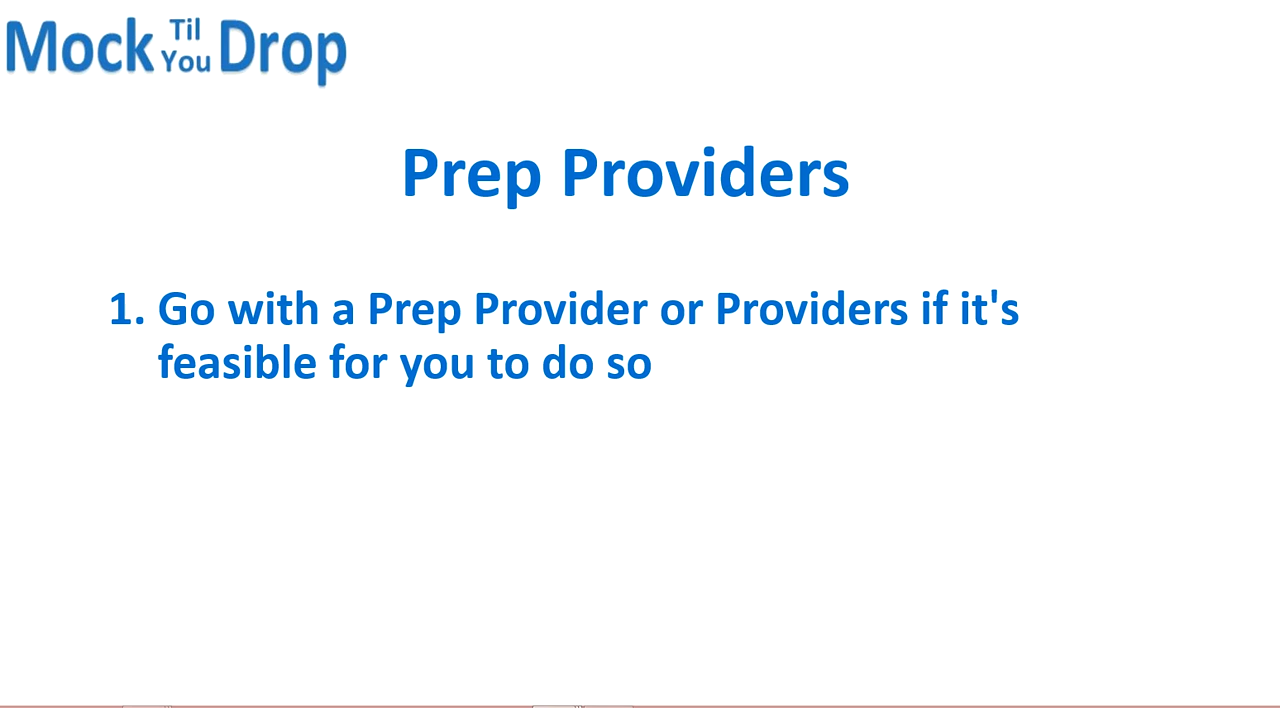 Mock Til You Drop
Prep Providers
1. Go with a Prep Provider or Providers if it's
feasible for you to do so